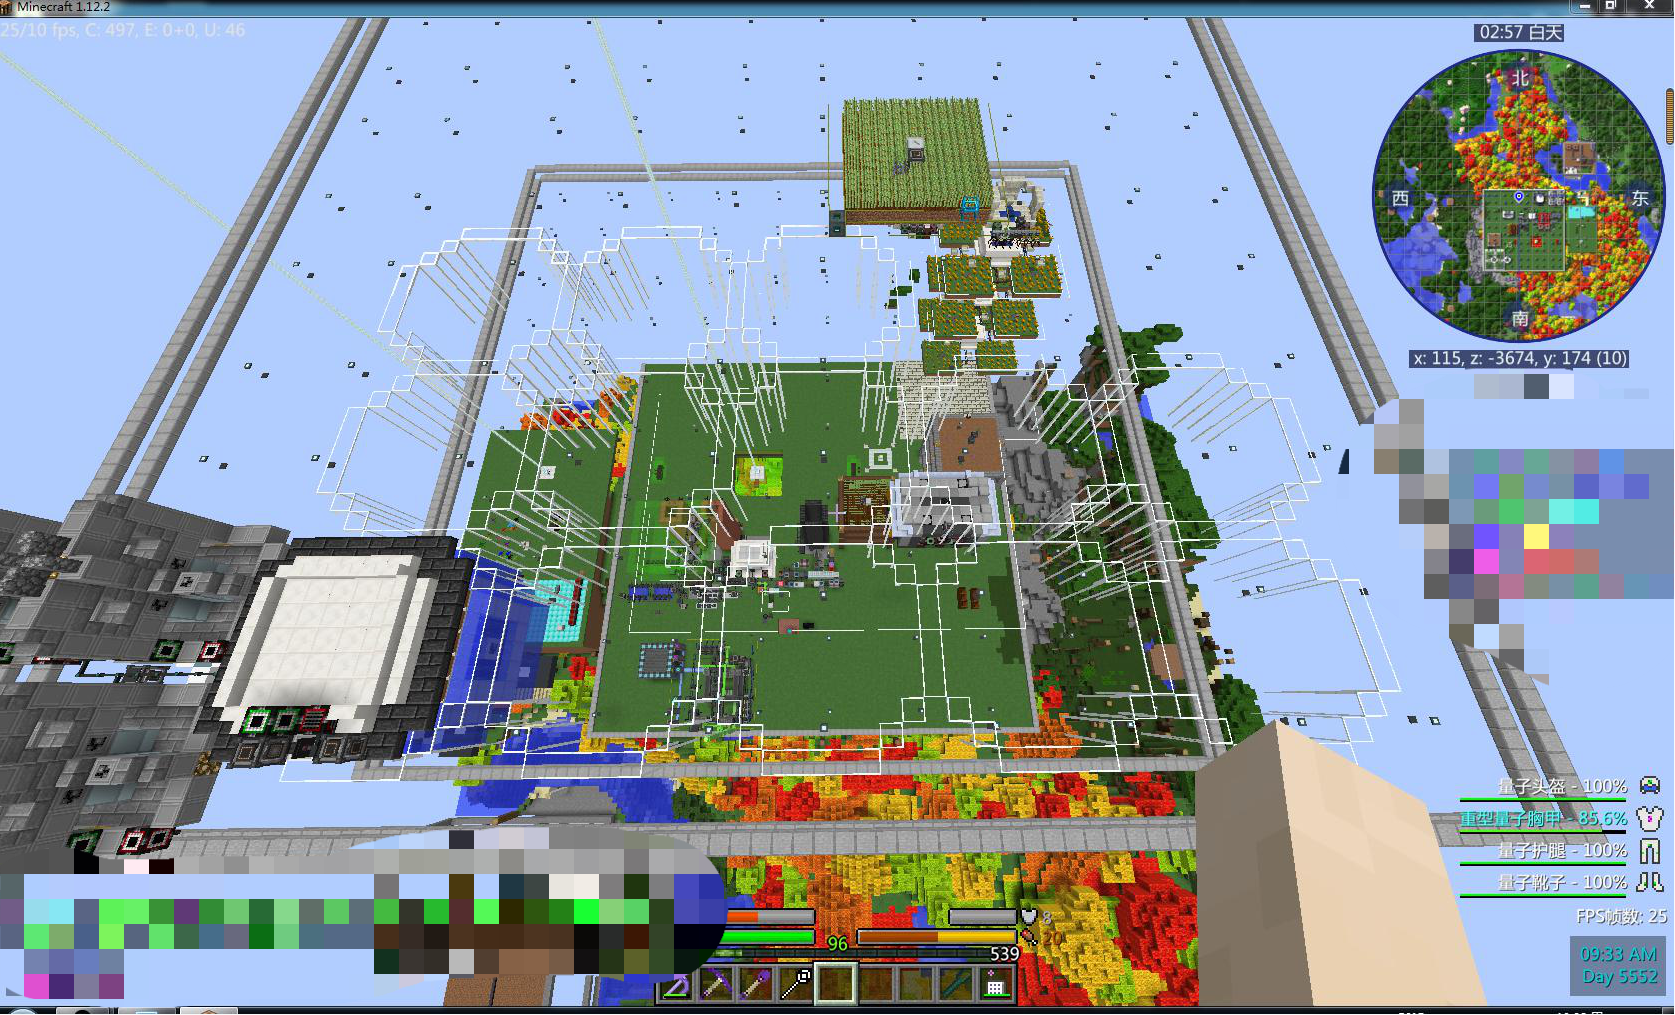 Minecraft 1.12.2
25/10 fps, C: 497, E: 0+0, U: 46
02:57 白天
北
西
东
南
x: 115, z: -3674, y: 174 (10)
量子头盔 - 100%
重型量子胸甲 - 85.6%
量子护腿 - 100%
量子靴子 - 100%
FPS帧数: 25
8
96
20
539
09:33 AM
Day 5552